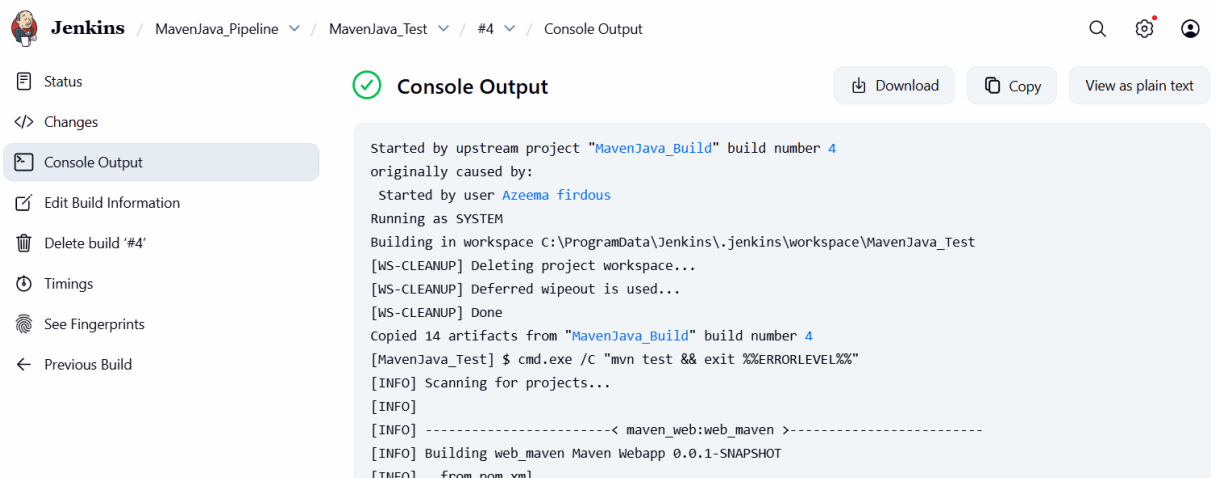 Jenkins / MavenJava_Pipeline / MavenJava_Test / #4 / Console Output
Status
Changes
Console Output
Edit Build Information
Delete build '#4'
Timings
See Fingerprints
Previous Build
Console Output
Download
Copy
View as plain text
Started by upstream project "MavenJava_Build" build number 4
originally caused by:
Started by user Azeema firdous
Running as SYSTEM
Building in workspace C:\ProgramData\Jenkins\.jenkins\workspace\MavenJava_Test
[WS-CLEANUP] Deleting project workspace...
[WS-CLEANUP] Deferred wipeout is used...
[WS-CLEANUP] Done
Copied 14 artifacts from "MavenJava_Build" build number 4
[MavenJava_Test] $ cmd.exe /C "mvn test && exit %%ERRORLEVEL%%"
[INFO] Scanning for projects...
[INFO]
[INFO] ------------------------< maven_web:web_maven >-------------------------
[INFO] Building web_maven Maven Webapp 0.0.1-SNAPSHOT
[INFO]   from pom.xml